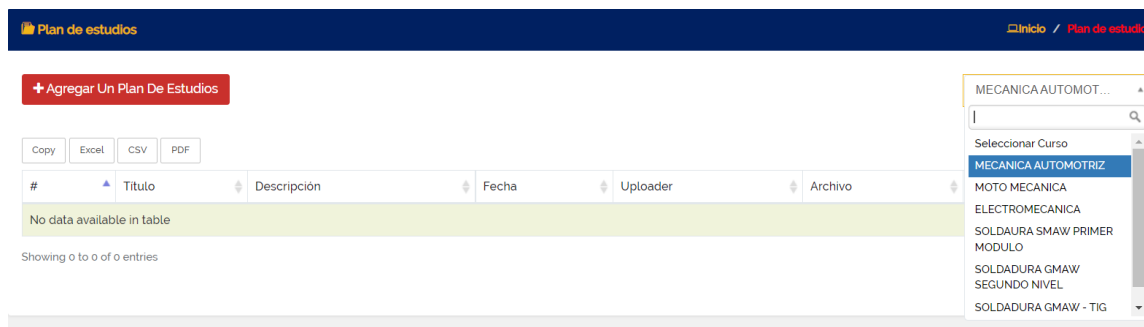 Plan de estudios
Inicio / Plan de estudio
Agregar Un Plan De Estudios
MECANICA AUTOMOT...
Copy Excel CSV PDF
Seleccionar Curso
MECANICA AUTOMOTRIZ
MOTO MECANICA
ELECTROMECANICA
SOLDAURA SMAW PRIMER
MODULO
SOLDADURA GMAW
SEGUNDO NIVEL
SOLDADURA GMAW - TIG
# Título Descripción Fecha Uploader Archivo
No data available in table
Showing 0 to 0 of 0 entries